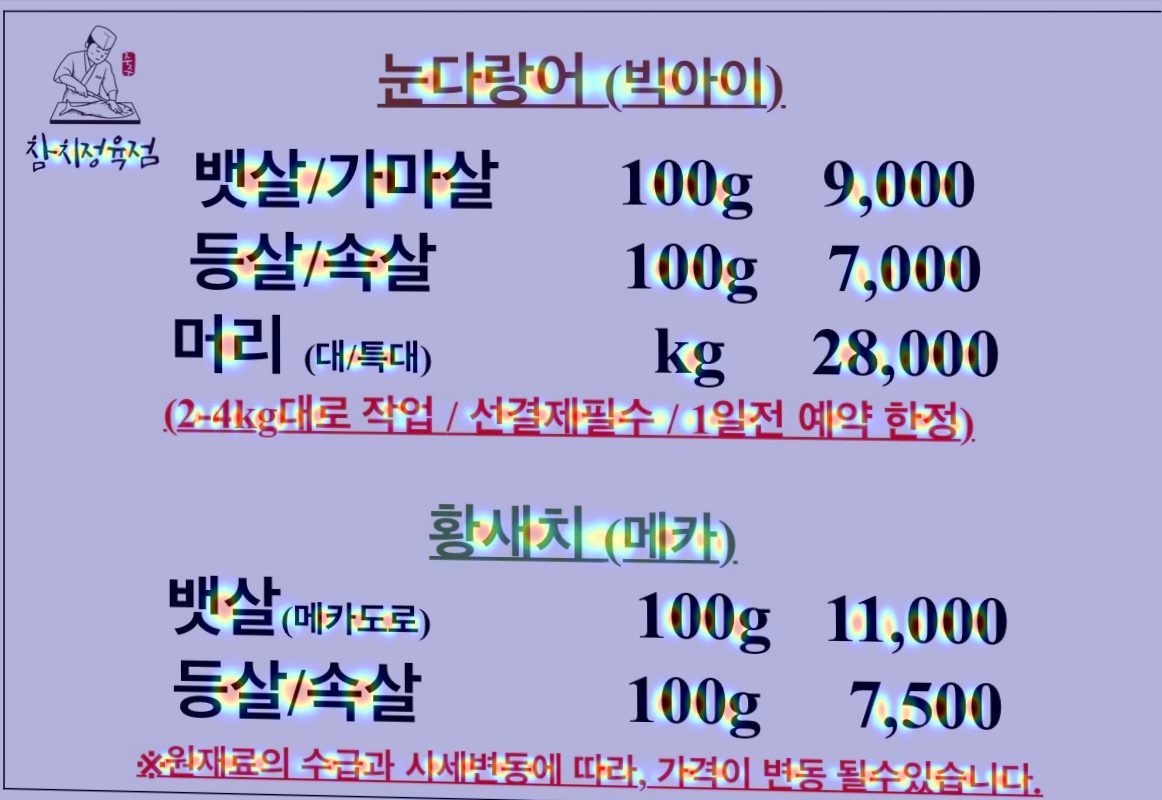 참치정육점
눈다랑어 (빅아이)
뱃살/가마살 100g 9,000
등살/속살 100g 7,000
머리 (대/특대) kg 28,000
(2-4kg대로 작업 / 선결제필수 / 1일전 예약 한정)
황새치 (메카)
뱃살(메카도로) 100g 11,000
등살/속살 100g 7,500
※원재료의 수급과 시세변동에 따라, 가격이 변동 될수있습니다.